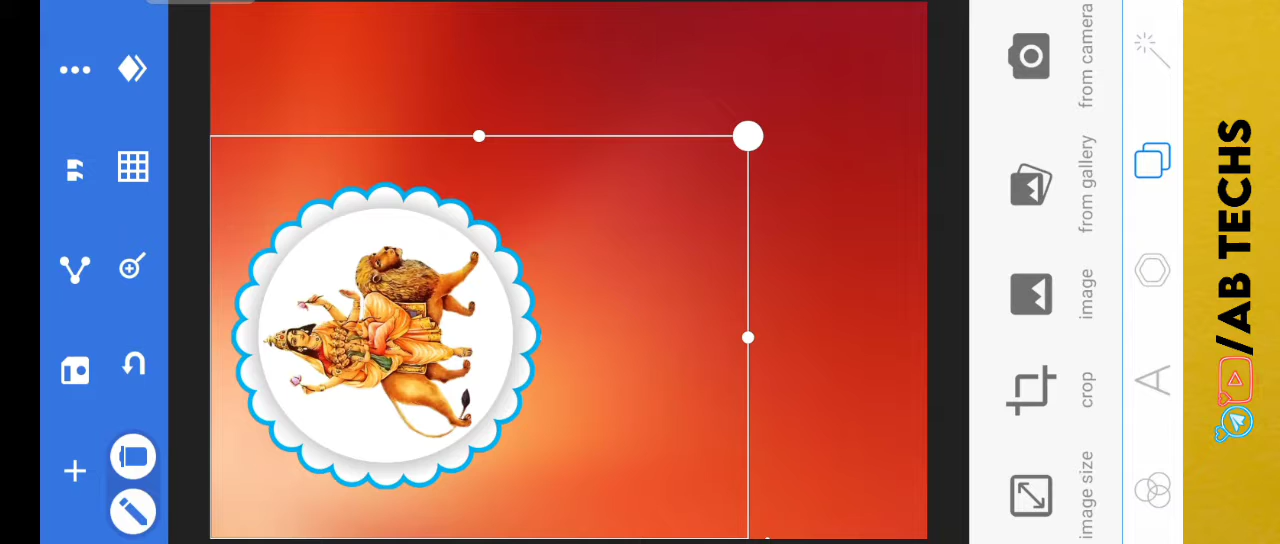 from camera
from gallery
image
crop
image size
/AB TECHS